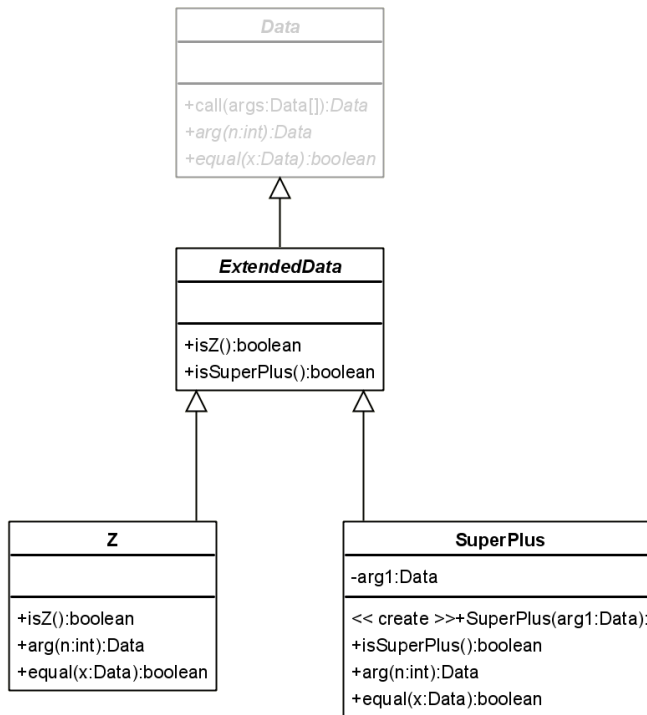 Data
+call(args:Data[]):Data
+arg(n:int):Data
+equal(x:Data):boolean
ExtendedData
+isZ():boolean
+isSuperPlus():boolean
Z
+isZ():boolean
+arg(n:int):Data
+equal(x:Data):boolean
SuperPlus
-arg1:Data
<< create >>+SuperPlus(arg1:Data):
+isSuperPlus():boolean
+arg(n:int):Data
+equal(x:Data):boolean